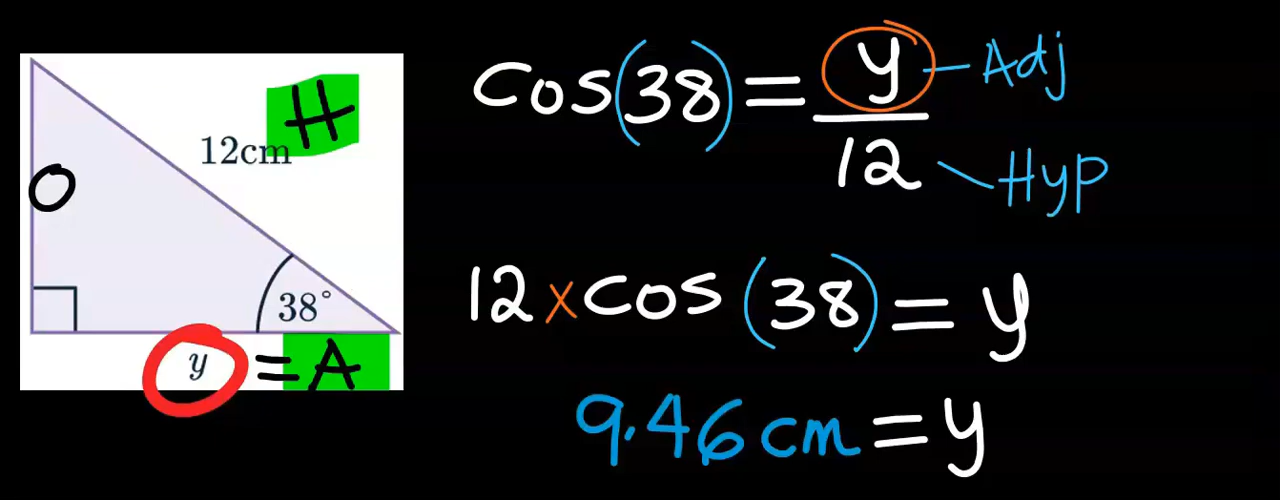 H
12cm
O
38°
y = A
Cos(38) = y/12
Adj
Hyp
12 × cos (38) = y
9.46 cm = y